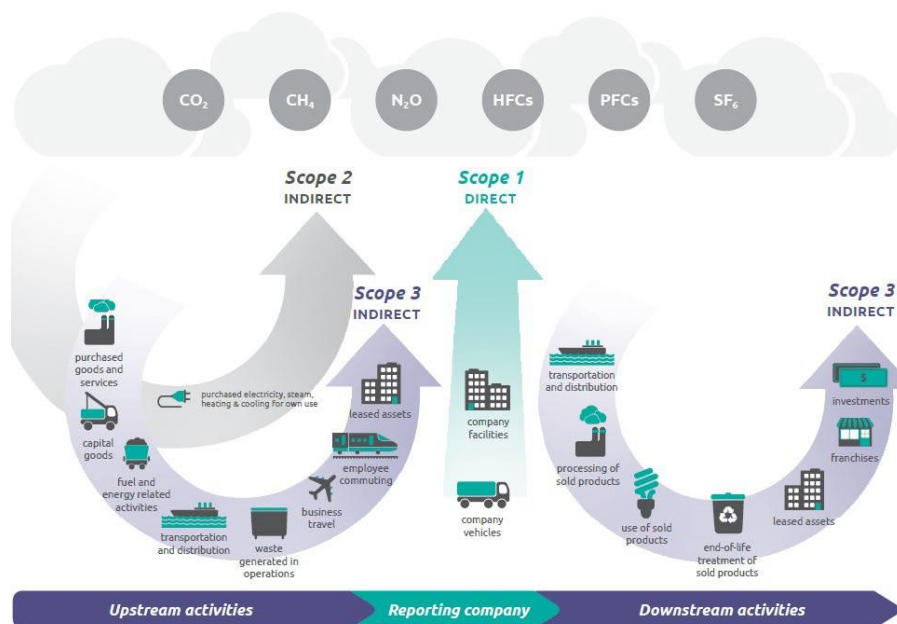 CO₂
CH₄
N₂O
HFCs
PFCs
SF₆
Scope 2
INDIRECT
Scope 1
DIRECT
Scope 3
INDIRECT
Scope 3
INDIRECT
purchased
goods and
services
capital
goods
fuel and
energy related
activities
purchased electricity, steam,
heating & cooling for own use
transportation
and distribution
waste
generated in
operations
business
travel
employee
commuting
leased assets
company
facilities
company
vehicles
transportation
and distribution
processing of
sold products
use of sold
products
end-of-life
treatment of
sold products
leased assets
franchises
$
investments
Upstream activities
Reporting company
Downstream activities